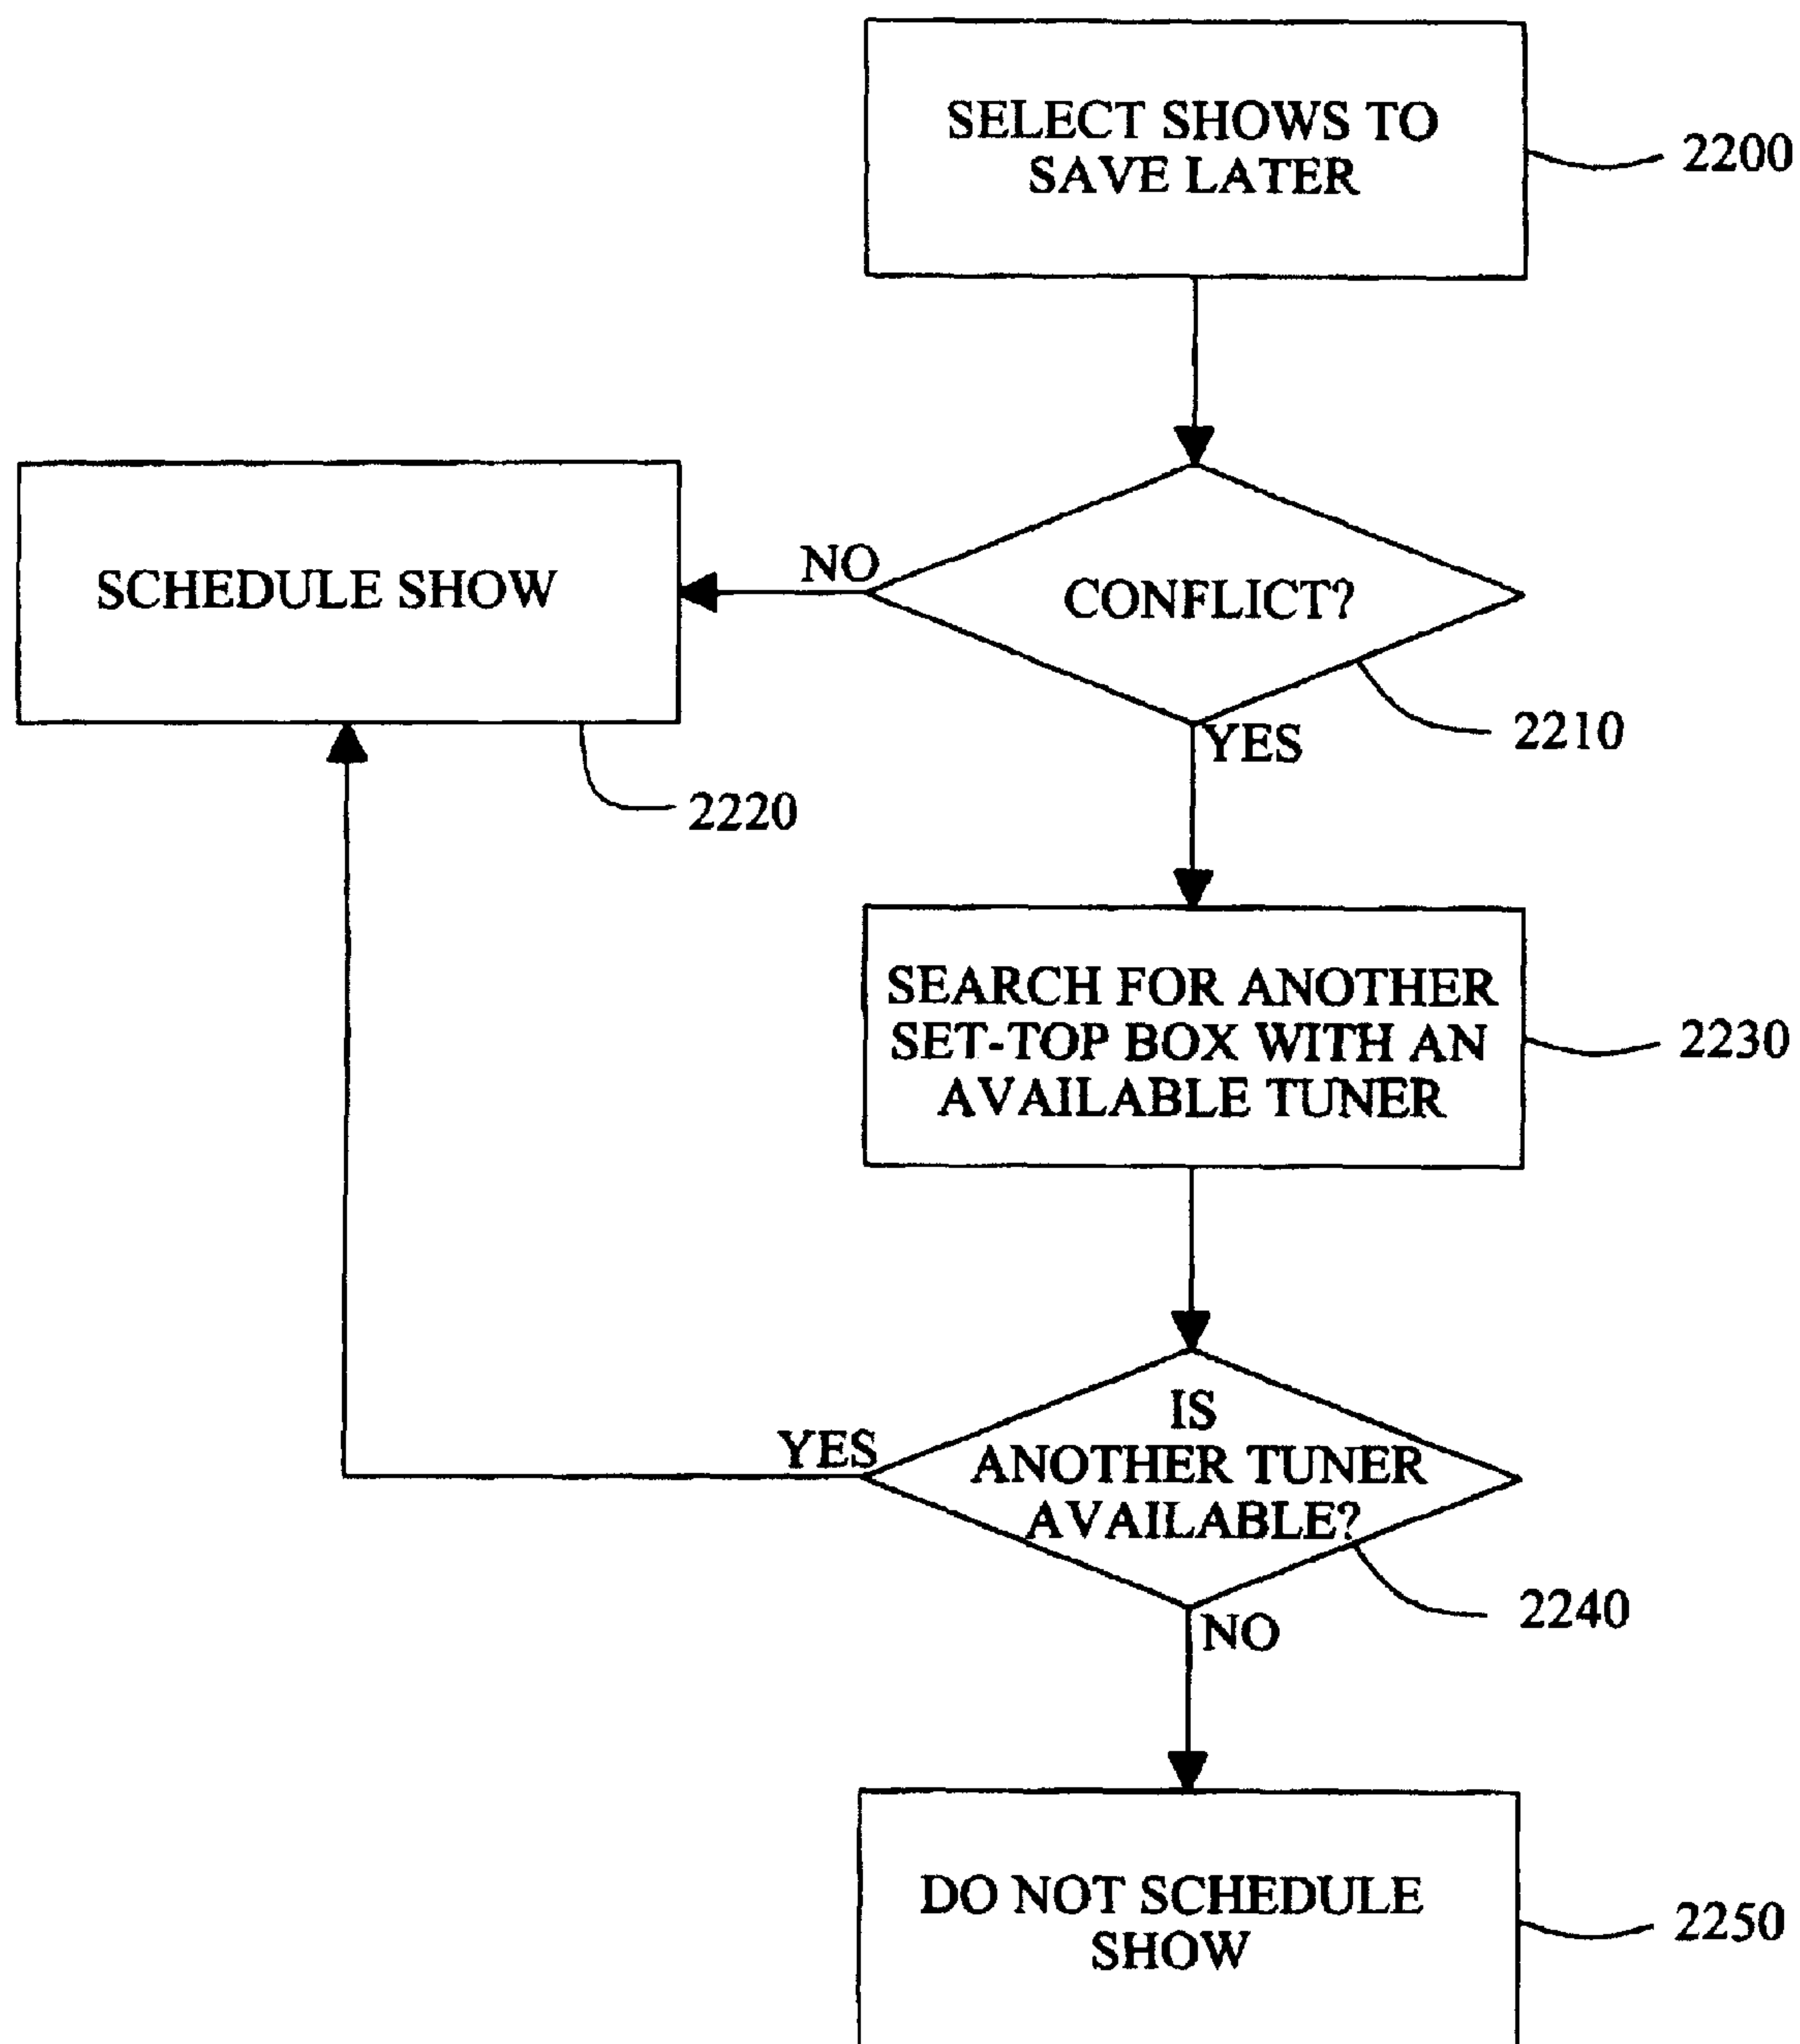 SELECT SHOWS TO
SAVE LATER
2200
NO
SCHEDULE SHOW
CONFLICT?
2210
YES
2220
SEARCH FOR ANOTHER
SET-TOP BOX WITH AN
AVAILABLE TUNER
2230
YES
IS
ANOTHER TUNER
AVAILABLE?
2240
NO
DO NOT SCHEDULE
SHOW
2250